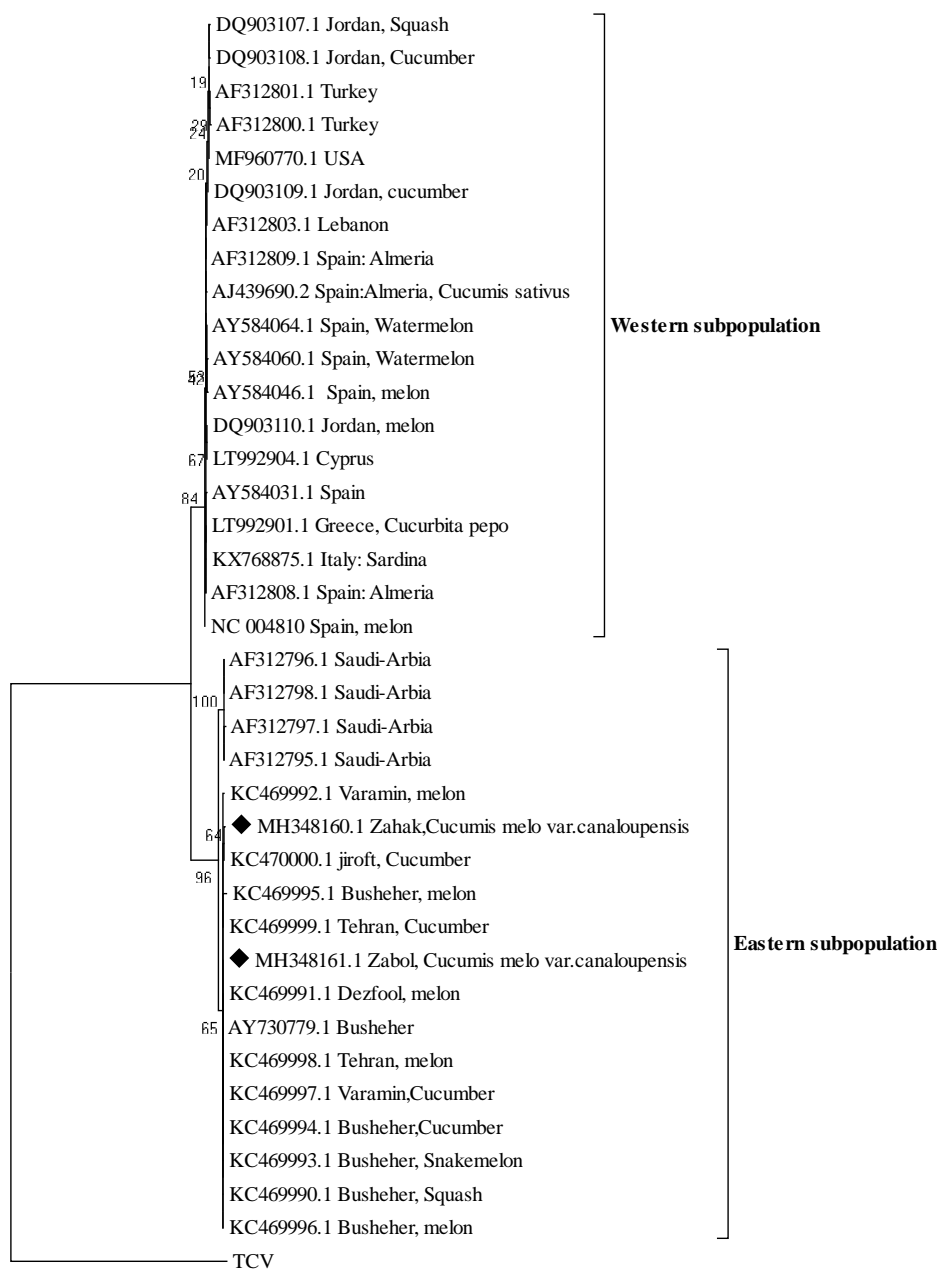 DQ903107.1 Jordan, Squash
DQ903108.1 Jordan, Cucumber
19
AF312801.1 Turkey
AF312800.1 Turkey
24
MF960770.1 USA
20
DQ903109.1 Jordan, cucumber
AF312803.1 Lebanon
AF312809.1 Spain: Almeria
AJ439690.2 Spain:Almeria, Cucumis sativus
AY584064.1 Spain, Watermelon
Western subpopulation
AY584060.1 Spain, Watermelon
AY584046.1 Spain, melon
DQ903110.1 Jordan, melon
67
LT992904.1 Cyprus
84
AY584031.1 Spain
LT992901.1 Greece, Cucurbita pepo
KX768875.1 Italy: Sardina
AF312808.1 Spain: Almeria
NC 004810 Spain, melon
AF312796.1 Saudi-Arbia
100
AF312798.1 Saudi-Arbia
AF312797.1 Saudi-Arbia
AF312795.1 Saudi-Arbia
KC469992.1 Varamin, melon
64
MH348160.1 Zahak,Cucumis melo var.canaloupensis
KC470000.1 jiroft, Cucumber
96
KC469995.1 Busheher, melon
KC469999.1 Tehran, Cucumber
Eastern subpopulation
MH348161.1 Zabol, Cucumis melo var.canaloupensis
KC469991.1 Dezfool, melon
65
AY730779.1 Busheher
KC469998.1 Tehran, melon
KC469997.1 Varamin,Cucumber
KC469994.1 Busheher,Cucumber
KC469993.1 Busheher, Snakemelon
KC469990.1 Busheher, Squash
KC469996.1 Busheher, melon
TCV